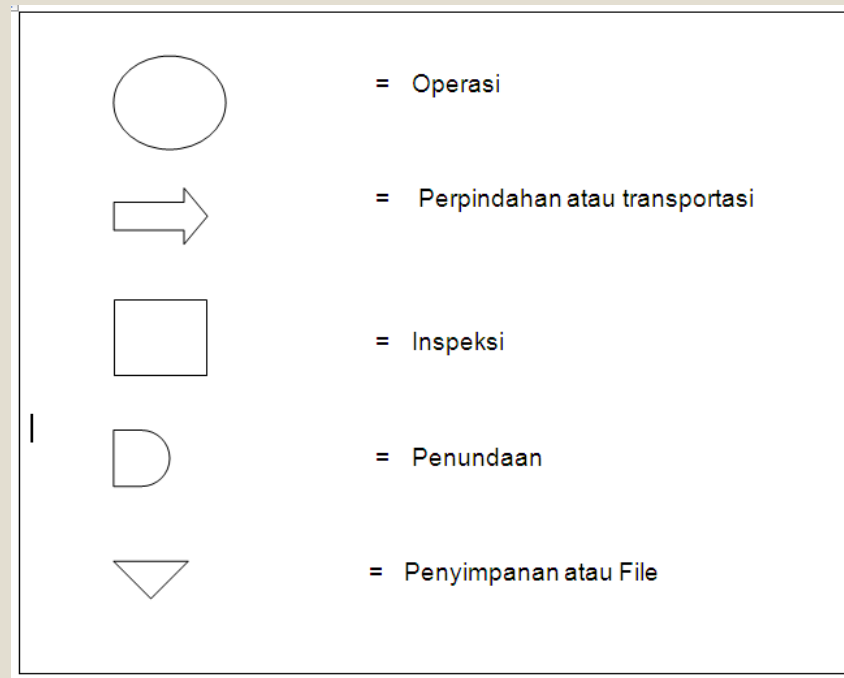 = Operasi
= Perpindahan atau transportasi
= Inspeksi
= Penundaan
= Penyimpanan atau File